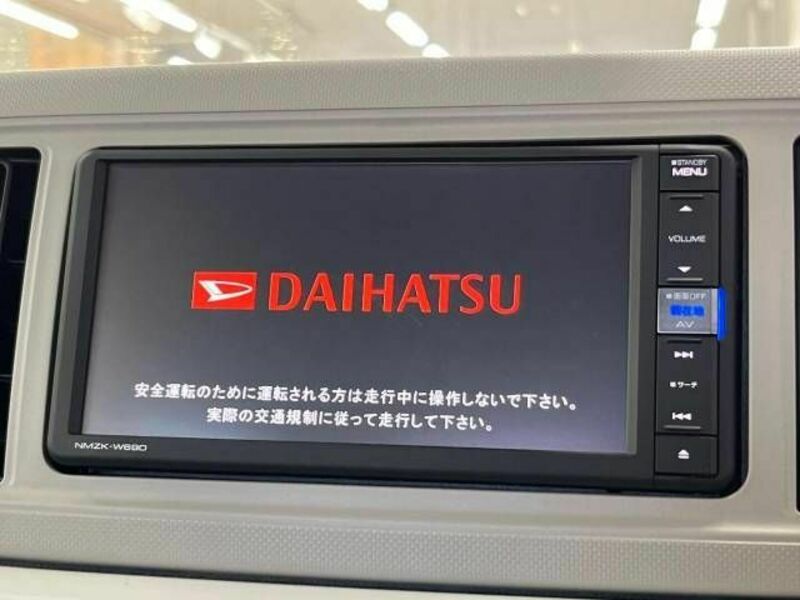 STANDBY
MENU
VOLUME
画面OFF
現在地
AV
サーチ
DAIHATSU
安全運転のために運転される方は走行中に操作しないで下さい。
実際の交通規制に従って走行して下さい。
NMZK-W69D